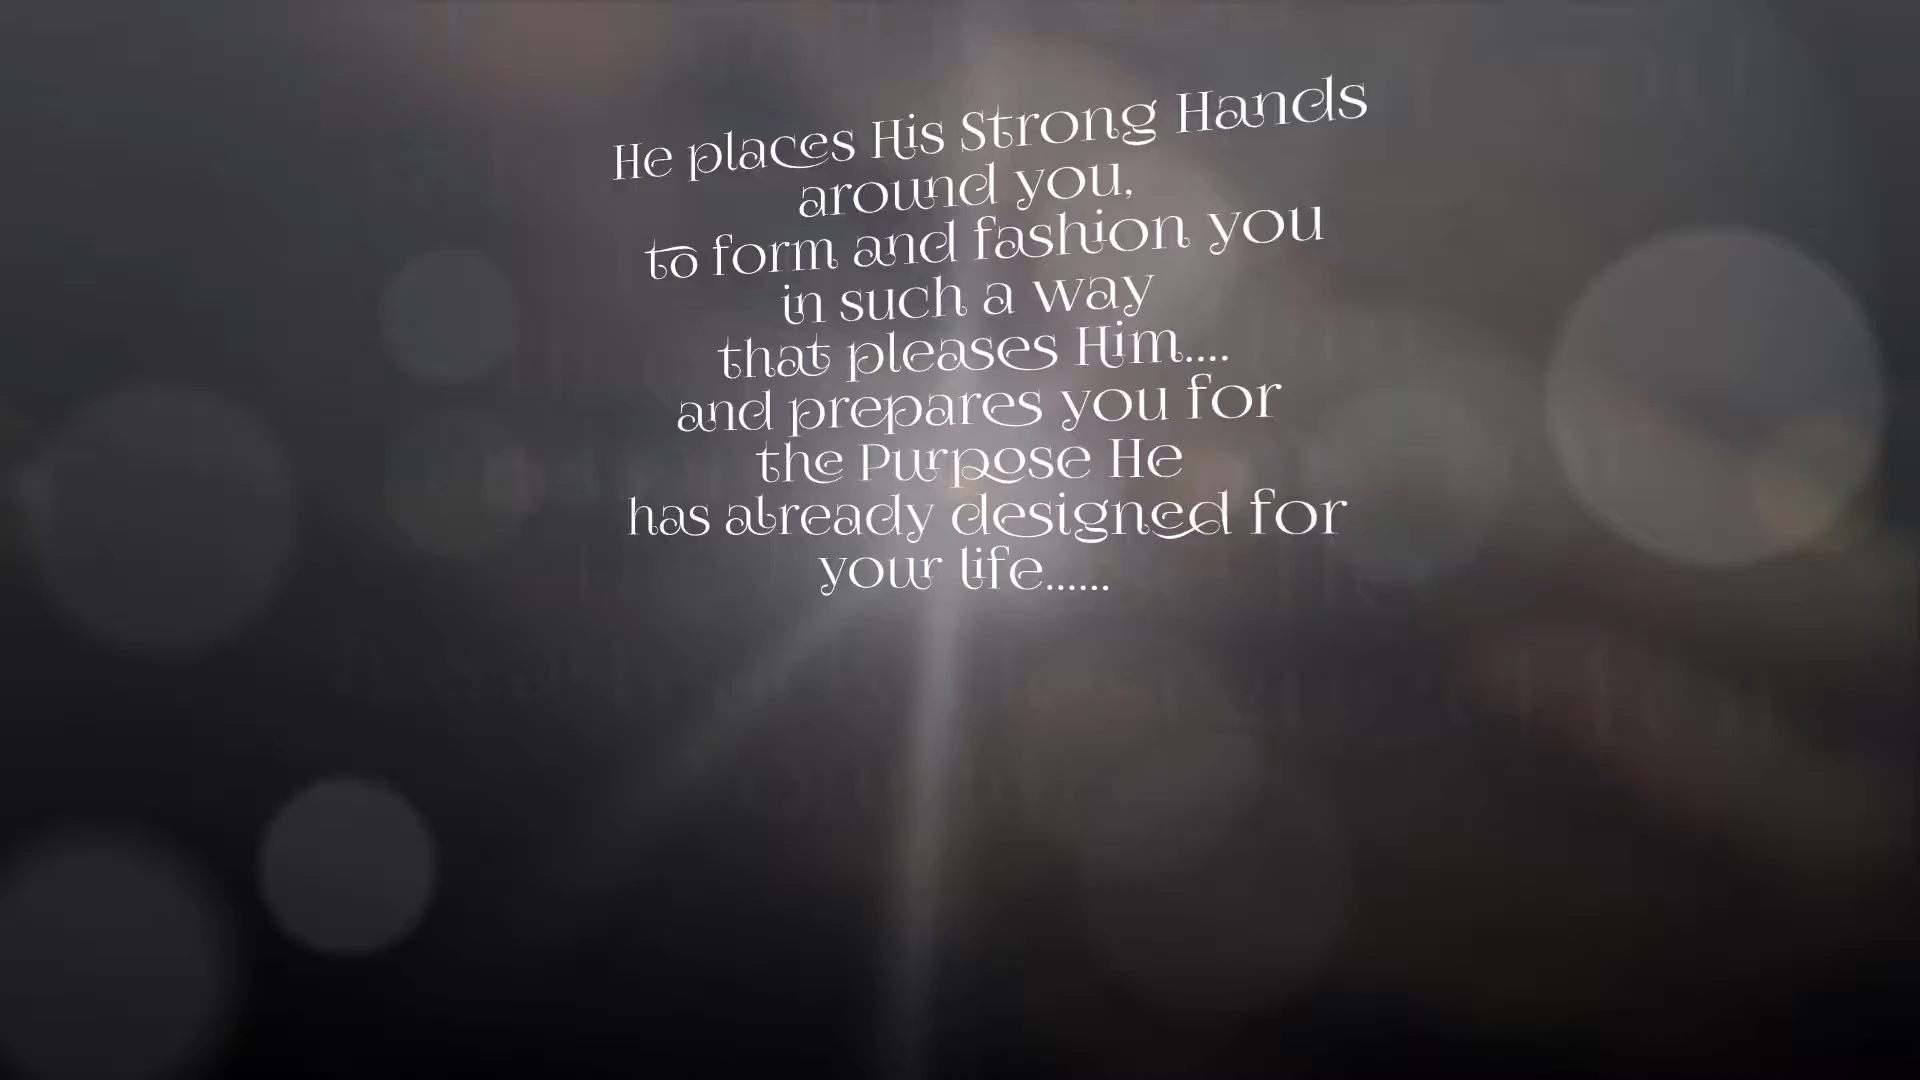 He places His Strong Hands
around you,
to form and fashion you
in such a way
that pleases Him....
and prepares you for
the Purpose He
has already designed for
your life......